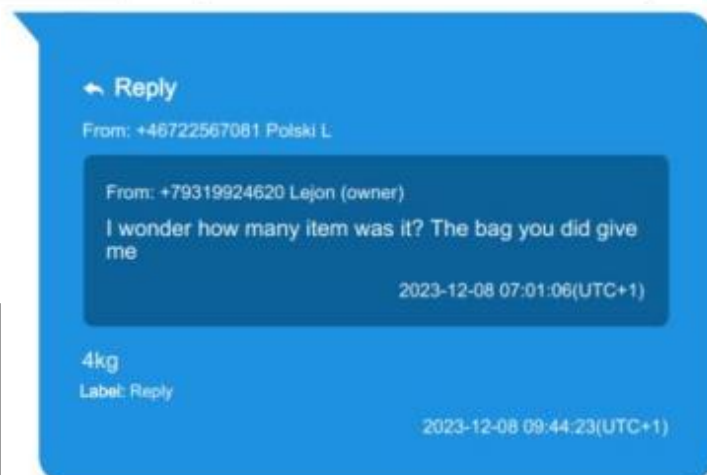 Reply
From: +46722567081 Polski L
From: +79319924620 Lejon (owner)
I wonder how many item was it? The bag you did give
me
2023-12-08 07:01:06(UTC+1)
4kg
Label: Reply
2023-12-08 09:44:23(UTC+1)